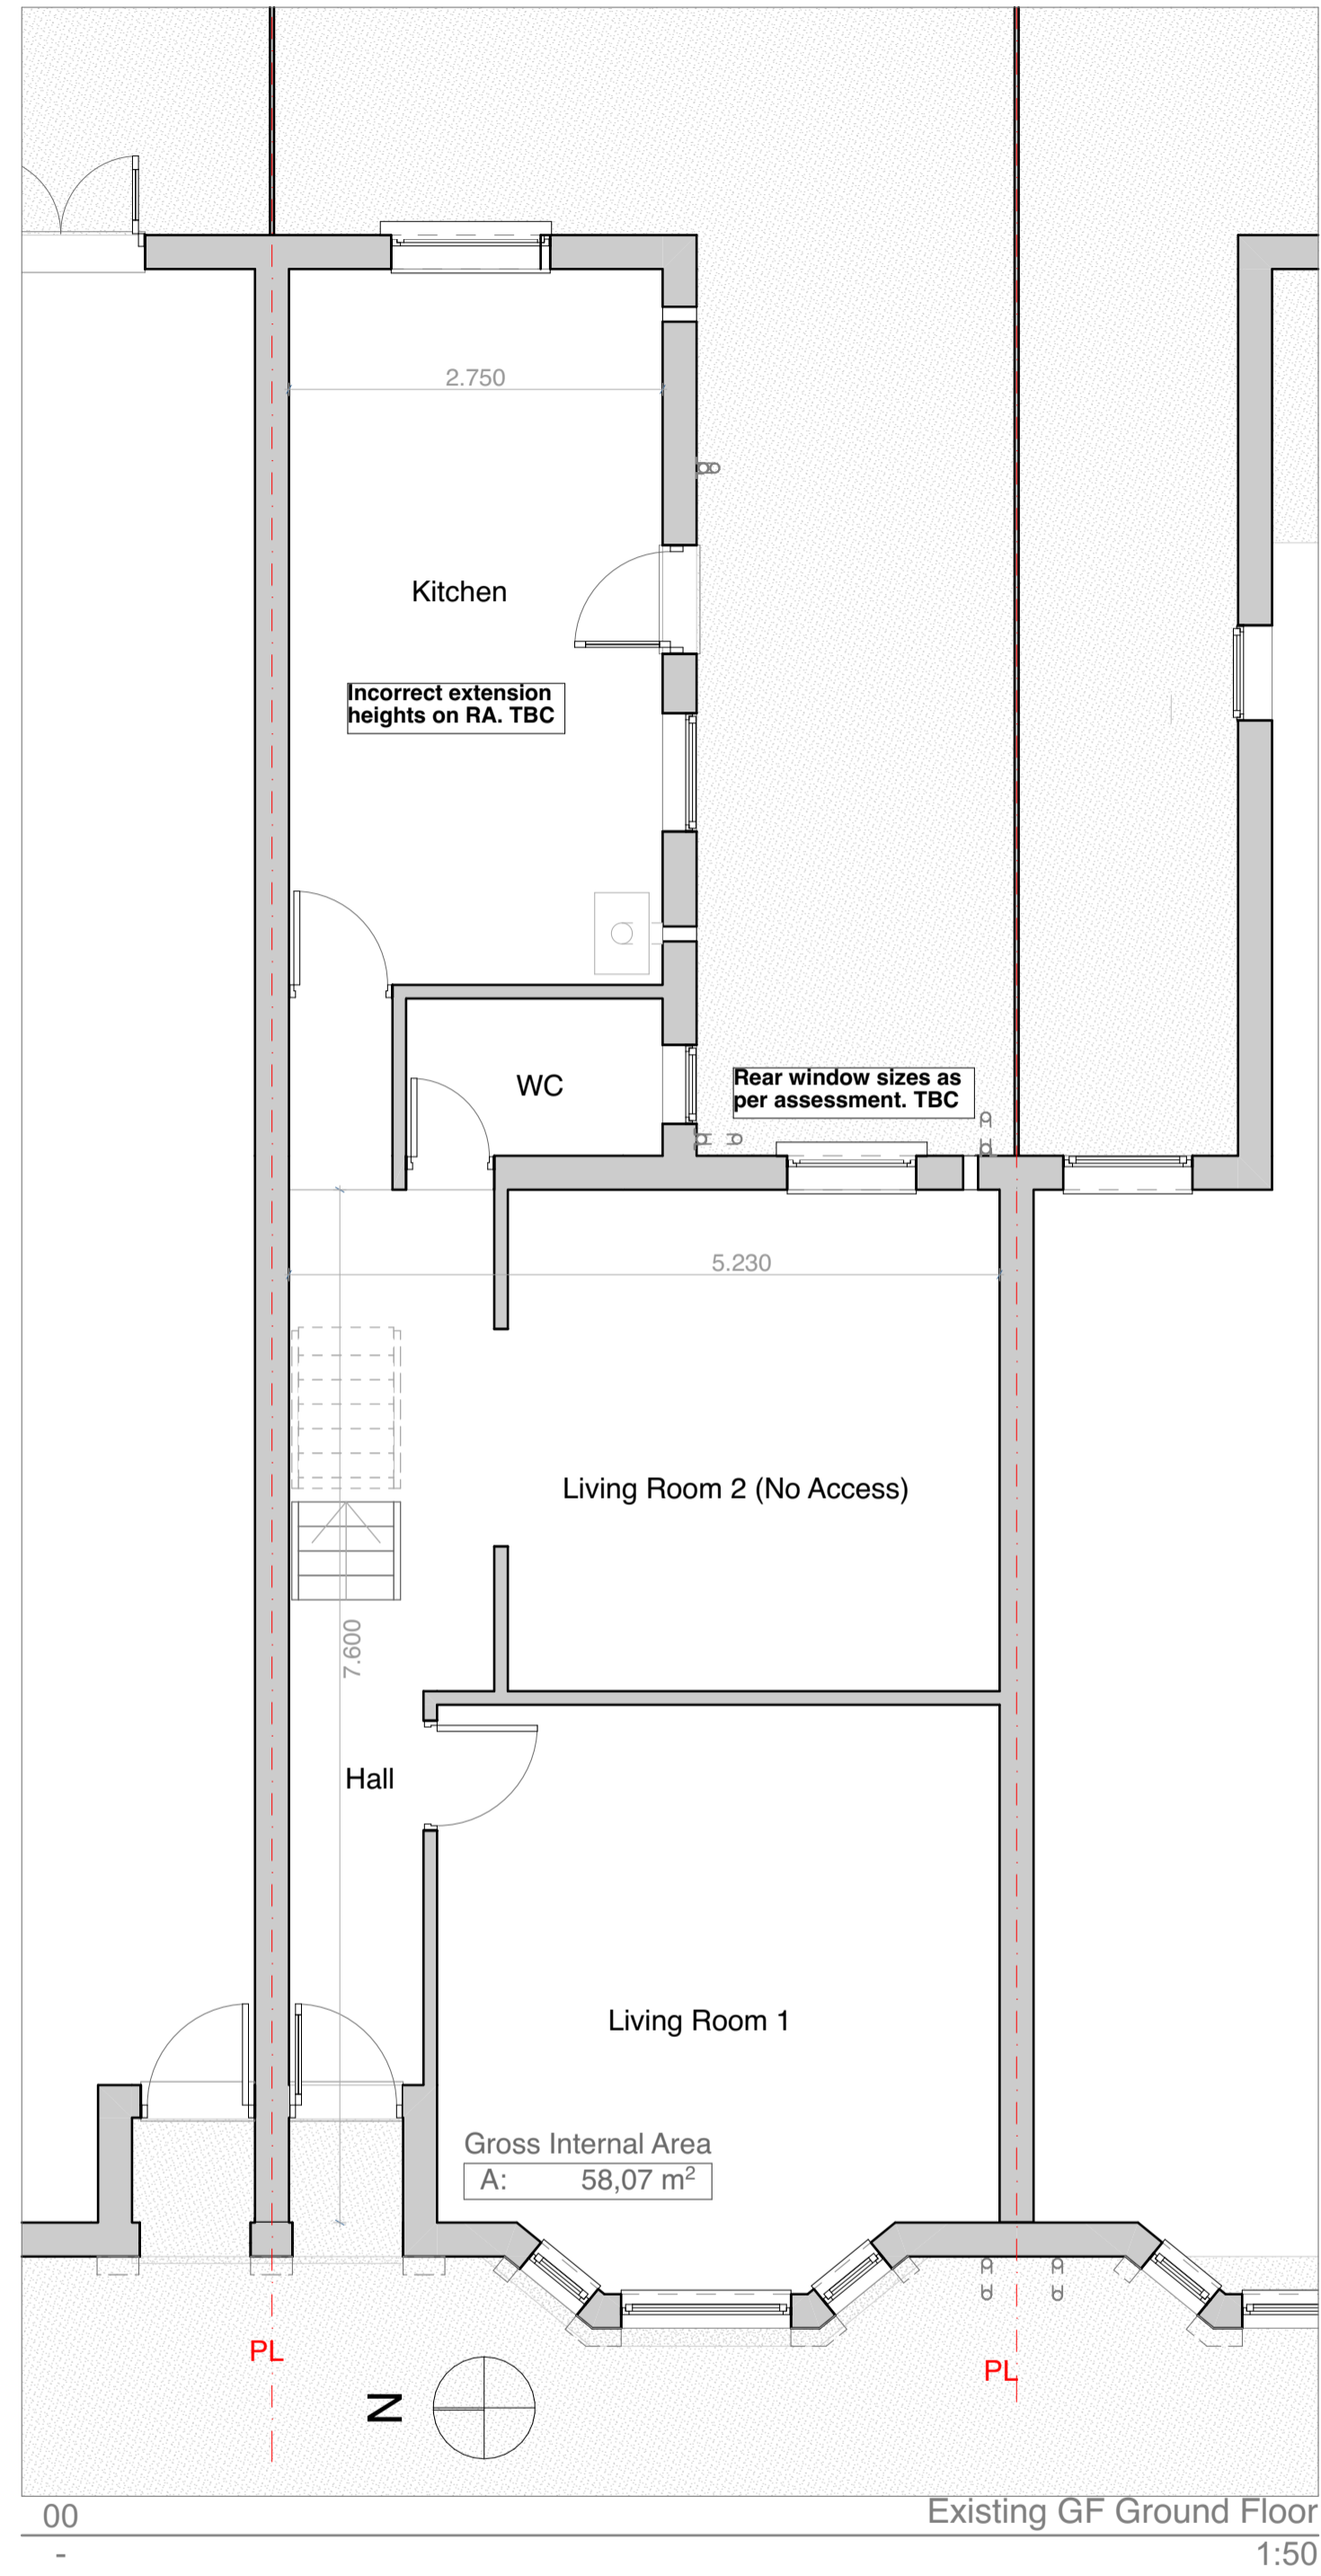 2.750
Kitchen
Incorrect extension
heights on RA. TBC
WC
Rear window sizes as
per assessment. TBC
5.230
Living Room 2 (No Access)
7.600
Hall
Living Room 1
Gross Internal Area
A: 58,07 m²
PL
PL
N
00
Existing GF Ground Floor
-
1:50